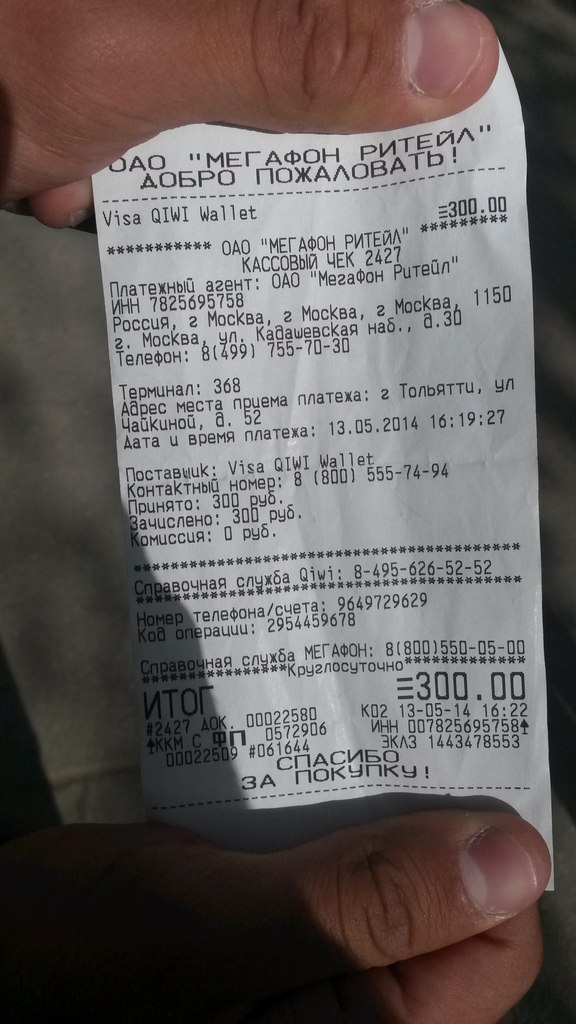 ОАО "МЕГАФОН РИТЕЙЛ"
ДОБРО ПОЖАЛОВАТЬ!
Visa QIWI Wallet ≡300.00
*********** ОАО "МЕГАФОН РИТЕЙЛ" *********
КАССОВЫЙ ЧЕК 2427
Платежный агент: ОАО "МегаФон Ритейл"
ИНН 7825695758
Россия, г Москва, г Москва, г Москва, 1150
г. Москва, ул. Кадашевская наб., д.30
Телефон: 8(499) 755-70-30
Терминал: 368
Адрес места приема платежа: г Тольятти, ул
Чайкиной, д. 52
Дата и время платежа: 13.05.2014 16:19:27
Поставщик: Visa QIWI Wallet
Контактный номер: 8 (800) 555-74-94
Принято: 300 руб.
Зачислено: 300 руб.
Комиссия: 0 руб.
******************************************
Справочная служба Qiwi: 8-495-626-52-52
******************************************
Номер телефона/счета: 9649729629
Код операции: 2954459678
Справочная служба МЕГАФОН: 8(800)550-05-00
***************Круглосуточно**************
ИТОГ ≡300.00
#2427 ДОК. 00022580 К02 13-05-14 16:22
♠ККМ С ФП 0572906 ИНН 007825695758♠
00022509 #061644 ЭКЛЗ 1443478553
СПАСИБО
ЗА ПОКУПКУ!